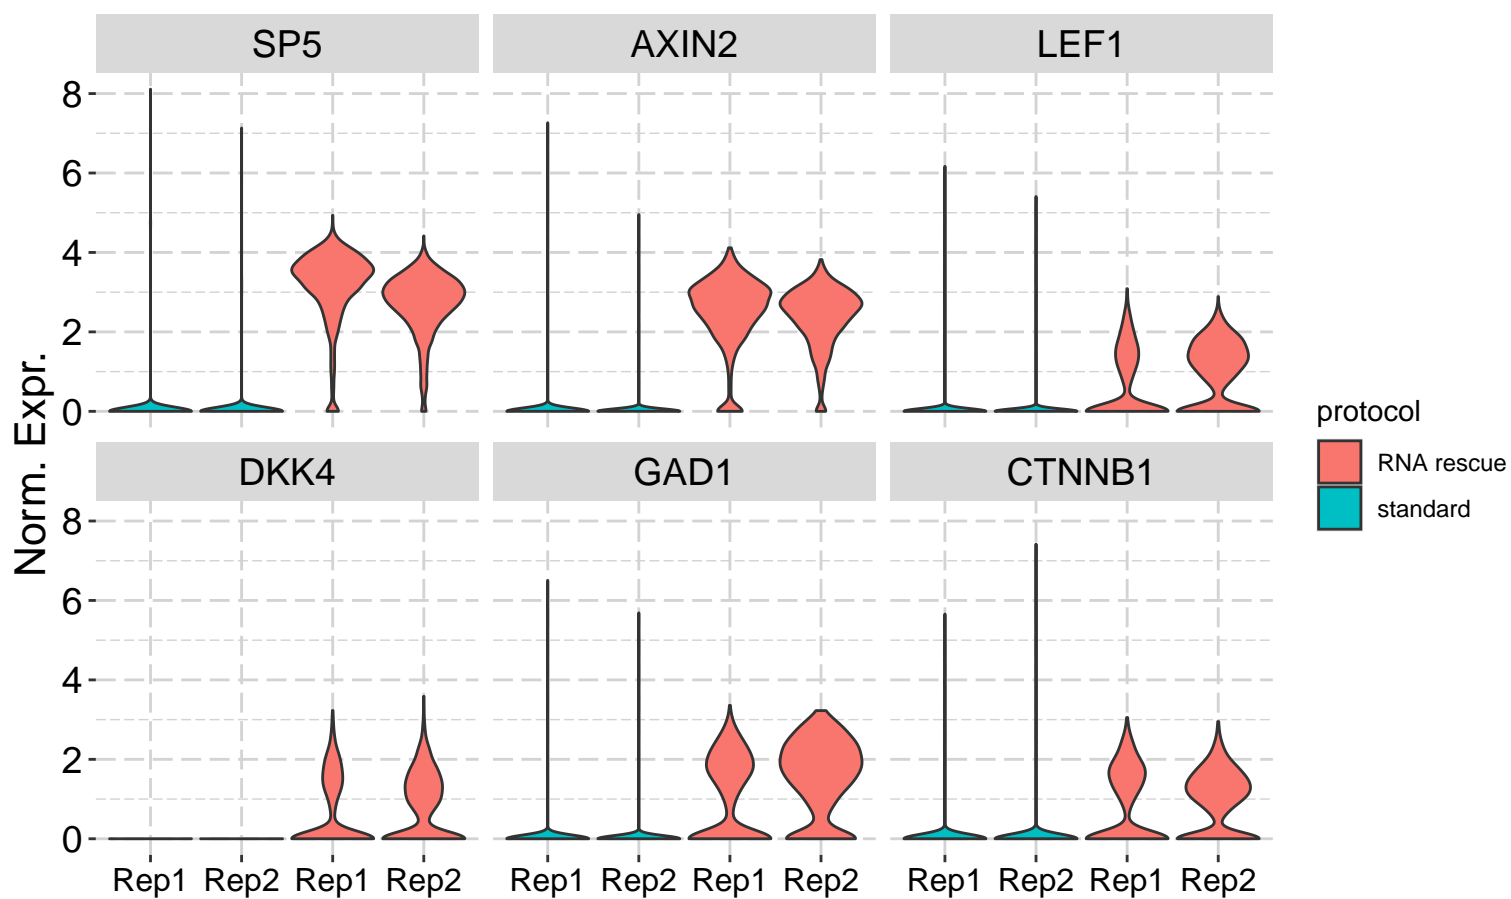 SP5 AXIN2 LEF1
8
6
4
2
0
DKK4 GAD1 CTNNB1
8
6
4
2
0
Norm. Expr.
Rep1 Rep2 Rep1 Rep2 Rep1 Rep2 Rep1 Rep2 Rep1 Rep2 Rep1 Rep2
protocol
RNA rescue
standard